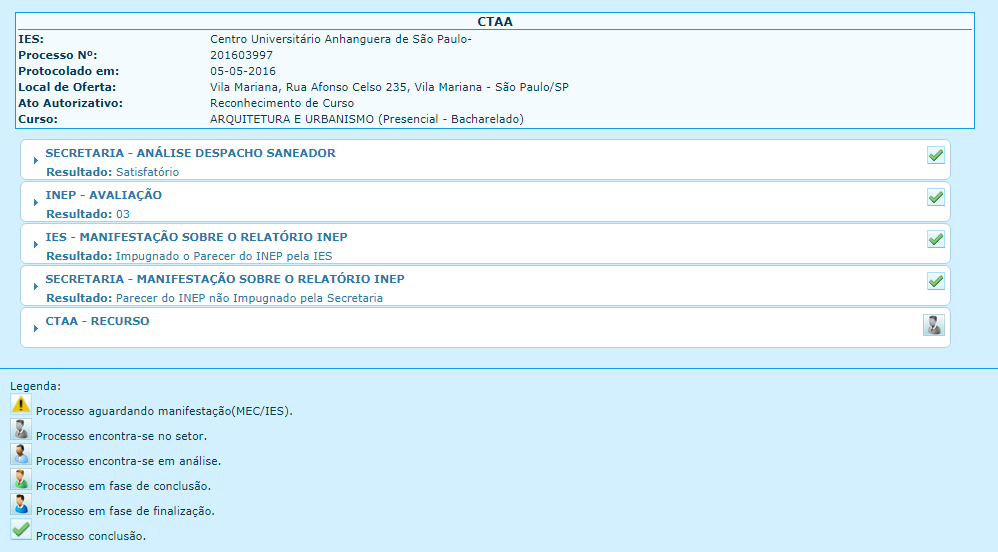 CTAA
IES: Centro Universitário Anhanguera de São Paulo-
Processo Nº: 201603997
Protocolado em: 05-05-2016
Local de Oferta: Vila Mariana, Rua Afonso Celso 235, Vila Mariana - São Paulo/SP
Ato Autorizativo: Reconhecimento de Curso
Curso: ARQUITETURA E URBANISMO (Presencial - Bacharelado)
SECRETARIA - ANÁLISE DESPACHO SANEADOR
Resultado: Satisfatório
INEP - AVALIAÇÃO
Resultado: 03
IES - MANIFESTAÇÃO SOBRE O RELATÓRIO INEP
Resultado: Impugnado o Parecer do INEP pela IES
SECRETARIA - MANIFESTAÇÃO SOBRE O RELATÓRIO INEP
Resultado: Parecer do INEP não Impugnado pela Secretaria
CTAA - RECURSO
Legenda:
Processo aguardando manifestação(MEC/IES).
Processo encontra-se no setor.
Processo encontra-se em análise.
Processo em fase de conclusão.
Processo em fase de finalização.
Processo conclusão.